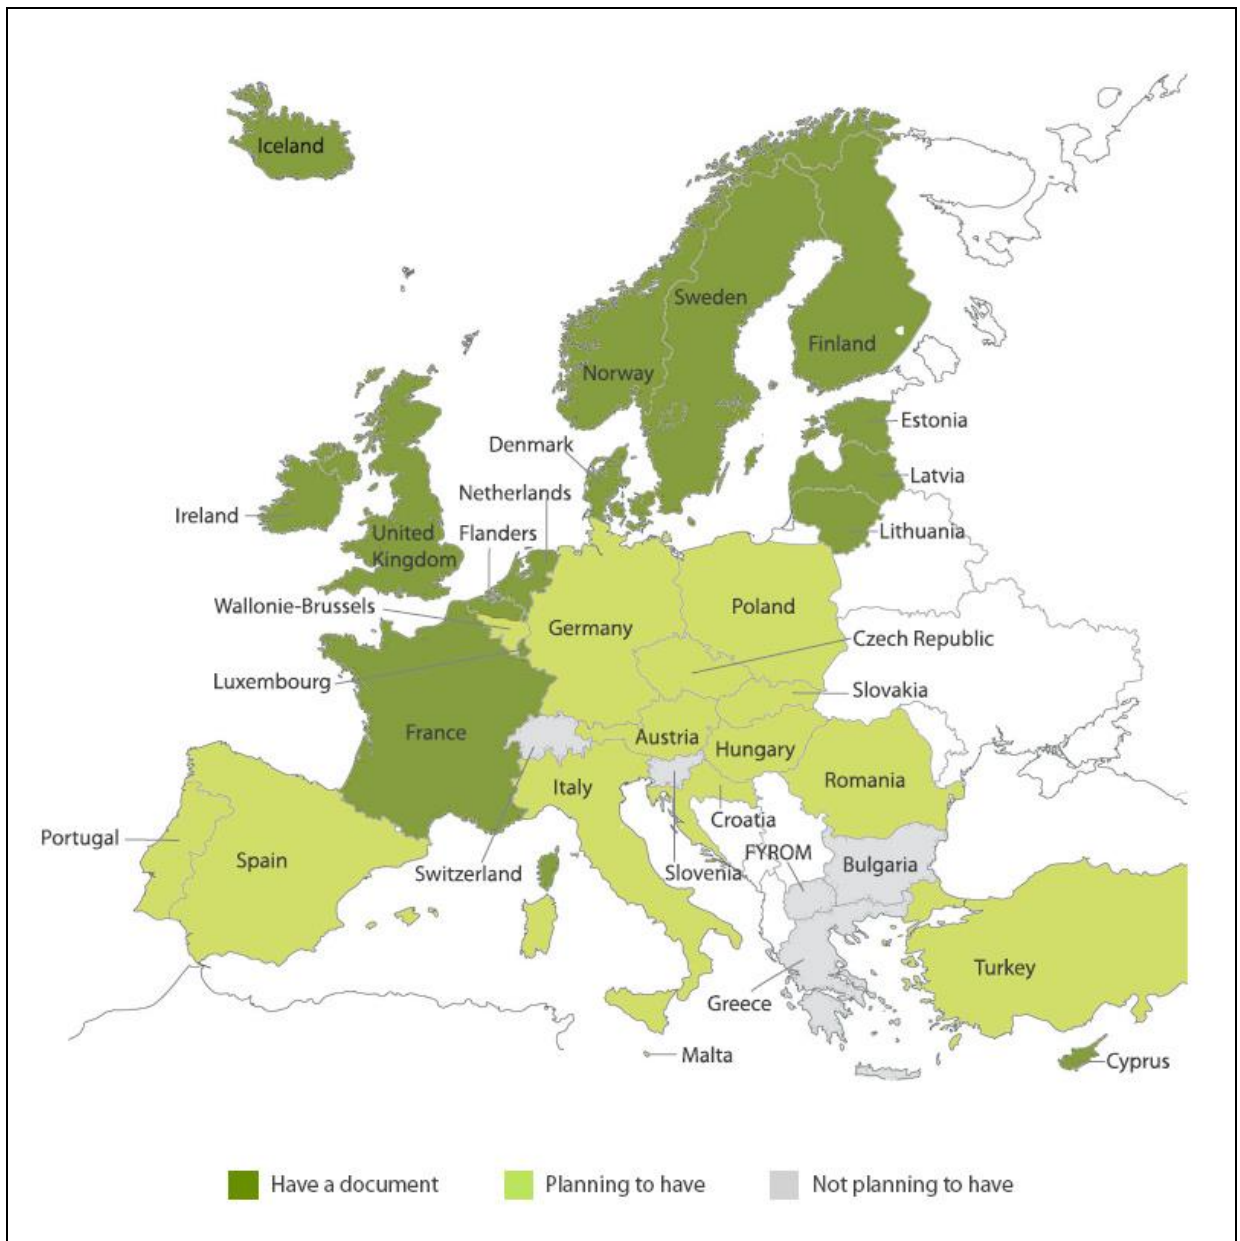 Iceland
Sweden
Finland
Norway
Estonia
Denmark
Latvia
Netherlands
Ireland
United
Kingdom
Flanders
Lithuania
Wallonie-Brussels
Germany
Poland
Czech Republic
Luxembourg
Slovakia
France
Austria
Hungary
Italy
Romania
Croatia
Portugal
Spain
Switzerland
Slovenia
FYROM
Bulgaria
Turkey
Greece
Malta
Cyprus
Have a document
Planning to have
Not planning to have